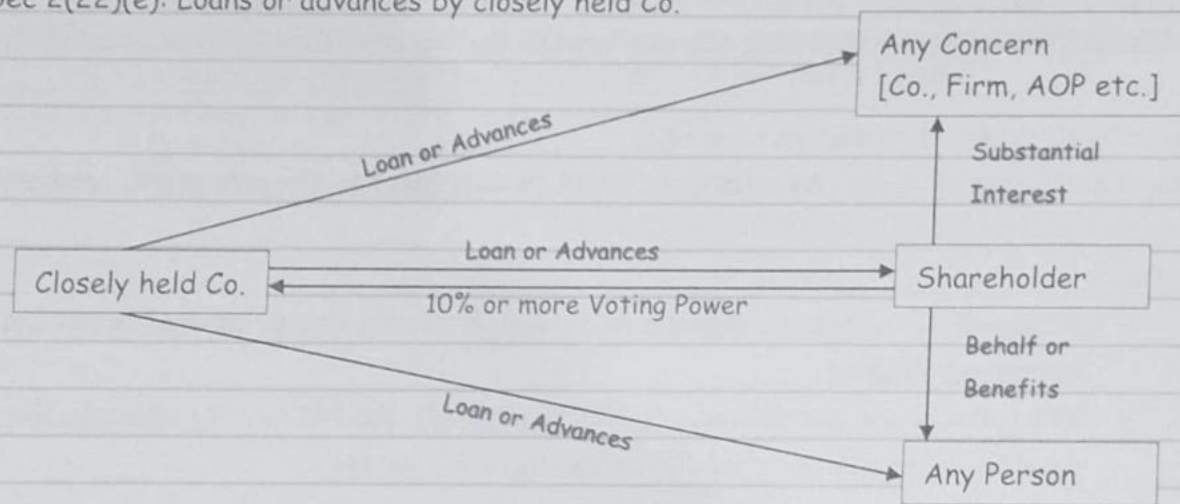 2(22)(e): Loans or advances by closely held Co.
Any Concern
[Co., Firm, AOP etc.]
Loan or Advances
Substantial
Interest
Loan or Advances
Closely held Co.
Shareholder
10% or more Voting Power
Behalf or
Benefits
Loan or Advances
Any Person